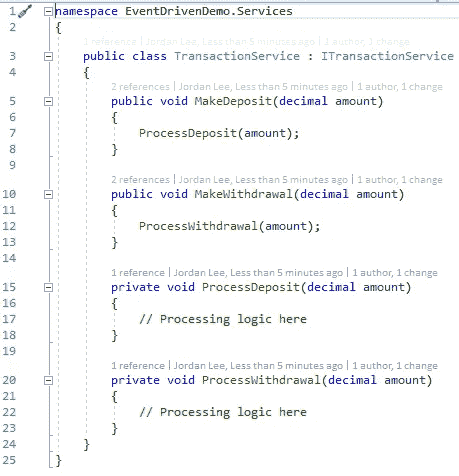 1 namespace EventDrivenDemo.Services
2 {
1 reference | Jordan Lee, Less than 5 minutes ago | 1 author, 1 change
3 public class TransactionService : ITransactionService
4 {
2 references | Jordan Lee, Less than 5 minutes ago | 1 author, 1 change
5 public void MakeDeposit(decimal amount)
6 {
7 ProcessDeposit(amount);
8 }
9
2 references | Jordan Lee, Less than 5 minutes ago | 1 author, 1 change
10 public void MakeWithdrawal(decimal amount)
11 {
12 ProcessWithdrawal(amount);
13 }
14
1 reference | Jordan Lee, Less than 5 minutes ago | 1 author, 1 change
15 private void ProcessDeposit(decimal amount)
16 {
17 // Processing logic here
18 }
19
1 reference | Jordan Lee, Less than 5 minutes ago | 1 author, 1 change
20 private void ProcessWithdrawal(decimal amount)
21 {
22 // Processing logic here
23 }
24 }
25 }